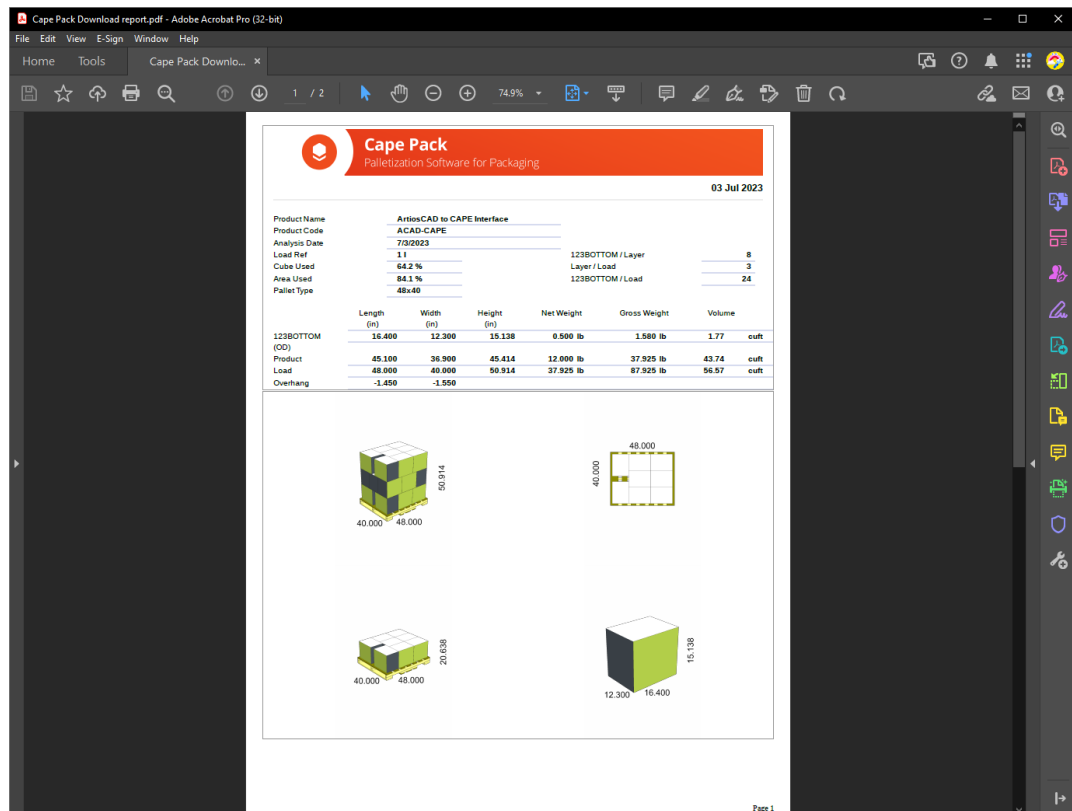 Cape Pack Download report.pdf - Adobe Acrobat Pro (32-bit)
File Edit View E-Sign Window Help
Home Tools Cape Pack Downlo... ×
1 / 2 74.9%
Cape Pack
Palletization Software for Packaging
03 Jul 2023
Product Name ArtiosCAD to CAPE Interface
Product Code ACAD-CAPE
Analysis Date 7/3/2023
Load Ref 1 I 123BOTTOM / Layer 8
Cube Used 64.2 % Layer / Load 3
Area Used 84.1 % 123BOTTOM / Load 24
Pallet Type 48x40
Length Width Height Net Weight Gross Weight Volume
(in) (in) (in)
123BOTTOM 16.400 12.300 15.138 0.500 lb 1.580 lb 1.77 cuft
(OD)
Product 45.100 36.900 45.414 12.000 lb 37.925 lb 43.74 cuft
Load 48.000 40.000 50.914 37.925 lb 87.925 lb 56.57 cuft
Overhang -1.450 -1.550
50.914
40.000 48.000
48.000
40.000
20.638
40.000 48.000
15.138
12.300 16.400
Page 1